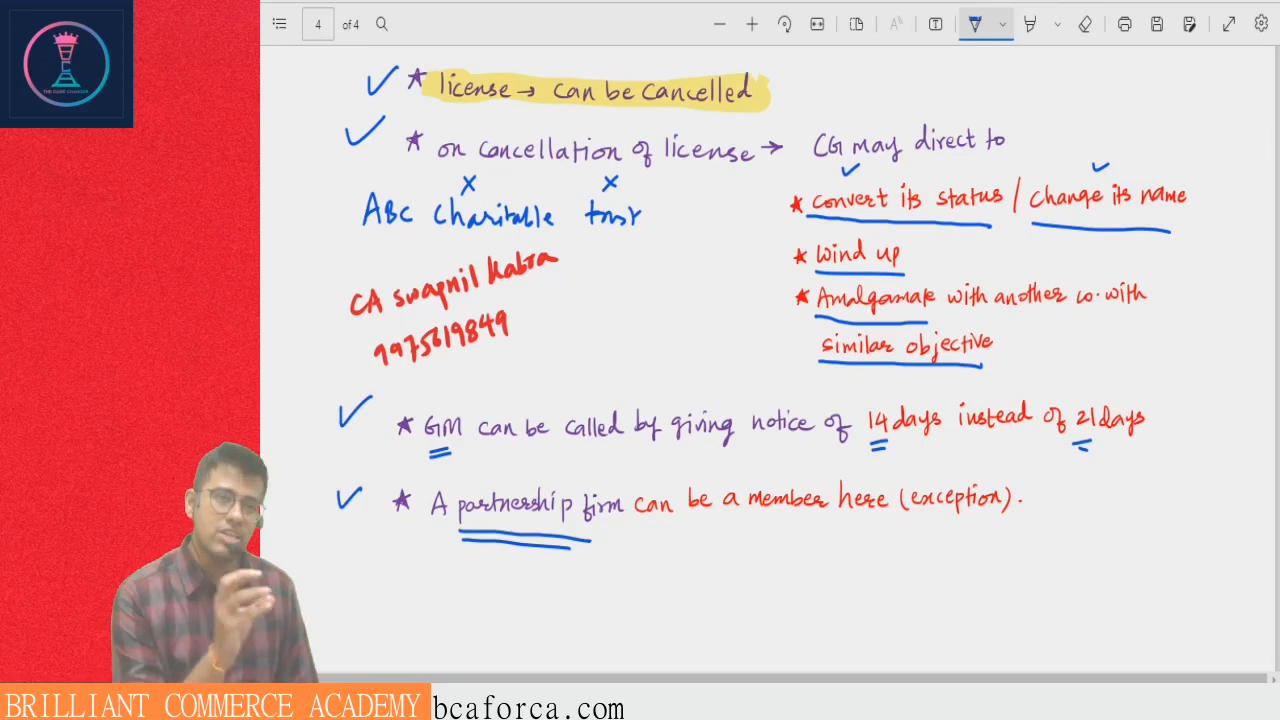 4 of 4
THE GAME CHANGER
★ license → can be cancelled
★ on cancellation of license → CG may direct to
★ convert its status / change its name
ABC charitable trust
★ wind up
CA swapnil kabra
★ Amalgamate with another co. with
similar objective
9975619849
★ GM can be called by giving notice of 14 days instead of 21 days
★ A partnership firm can be a member here (exception).
BRILLIANT COMMERCE ACADEMY bcaforca.com